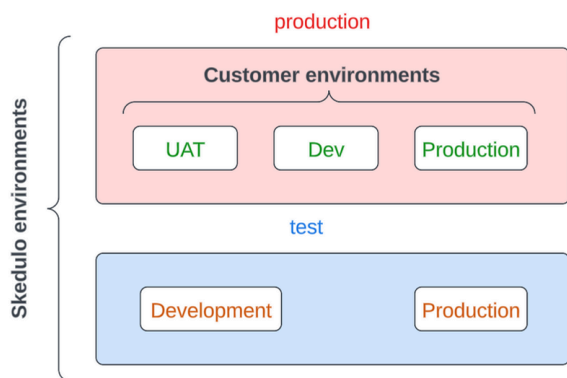 production
Skedulo environments
Customer environments
UAT
Dev
Production
test
Development
Production